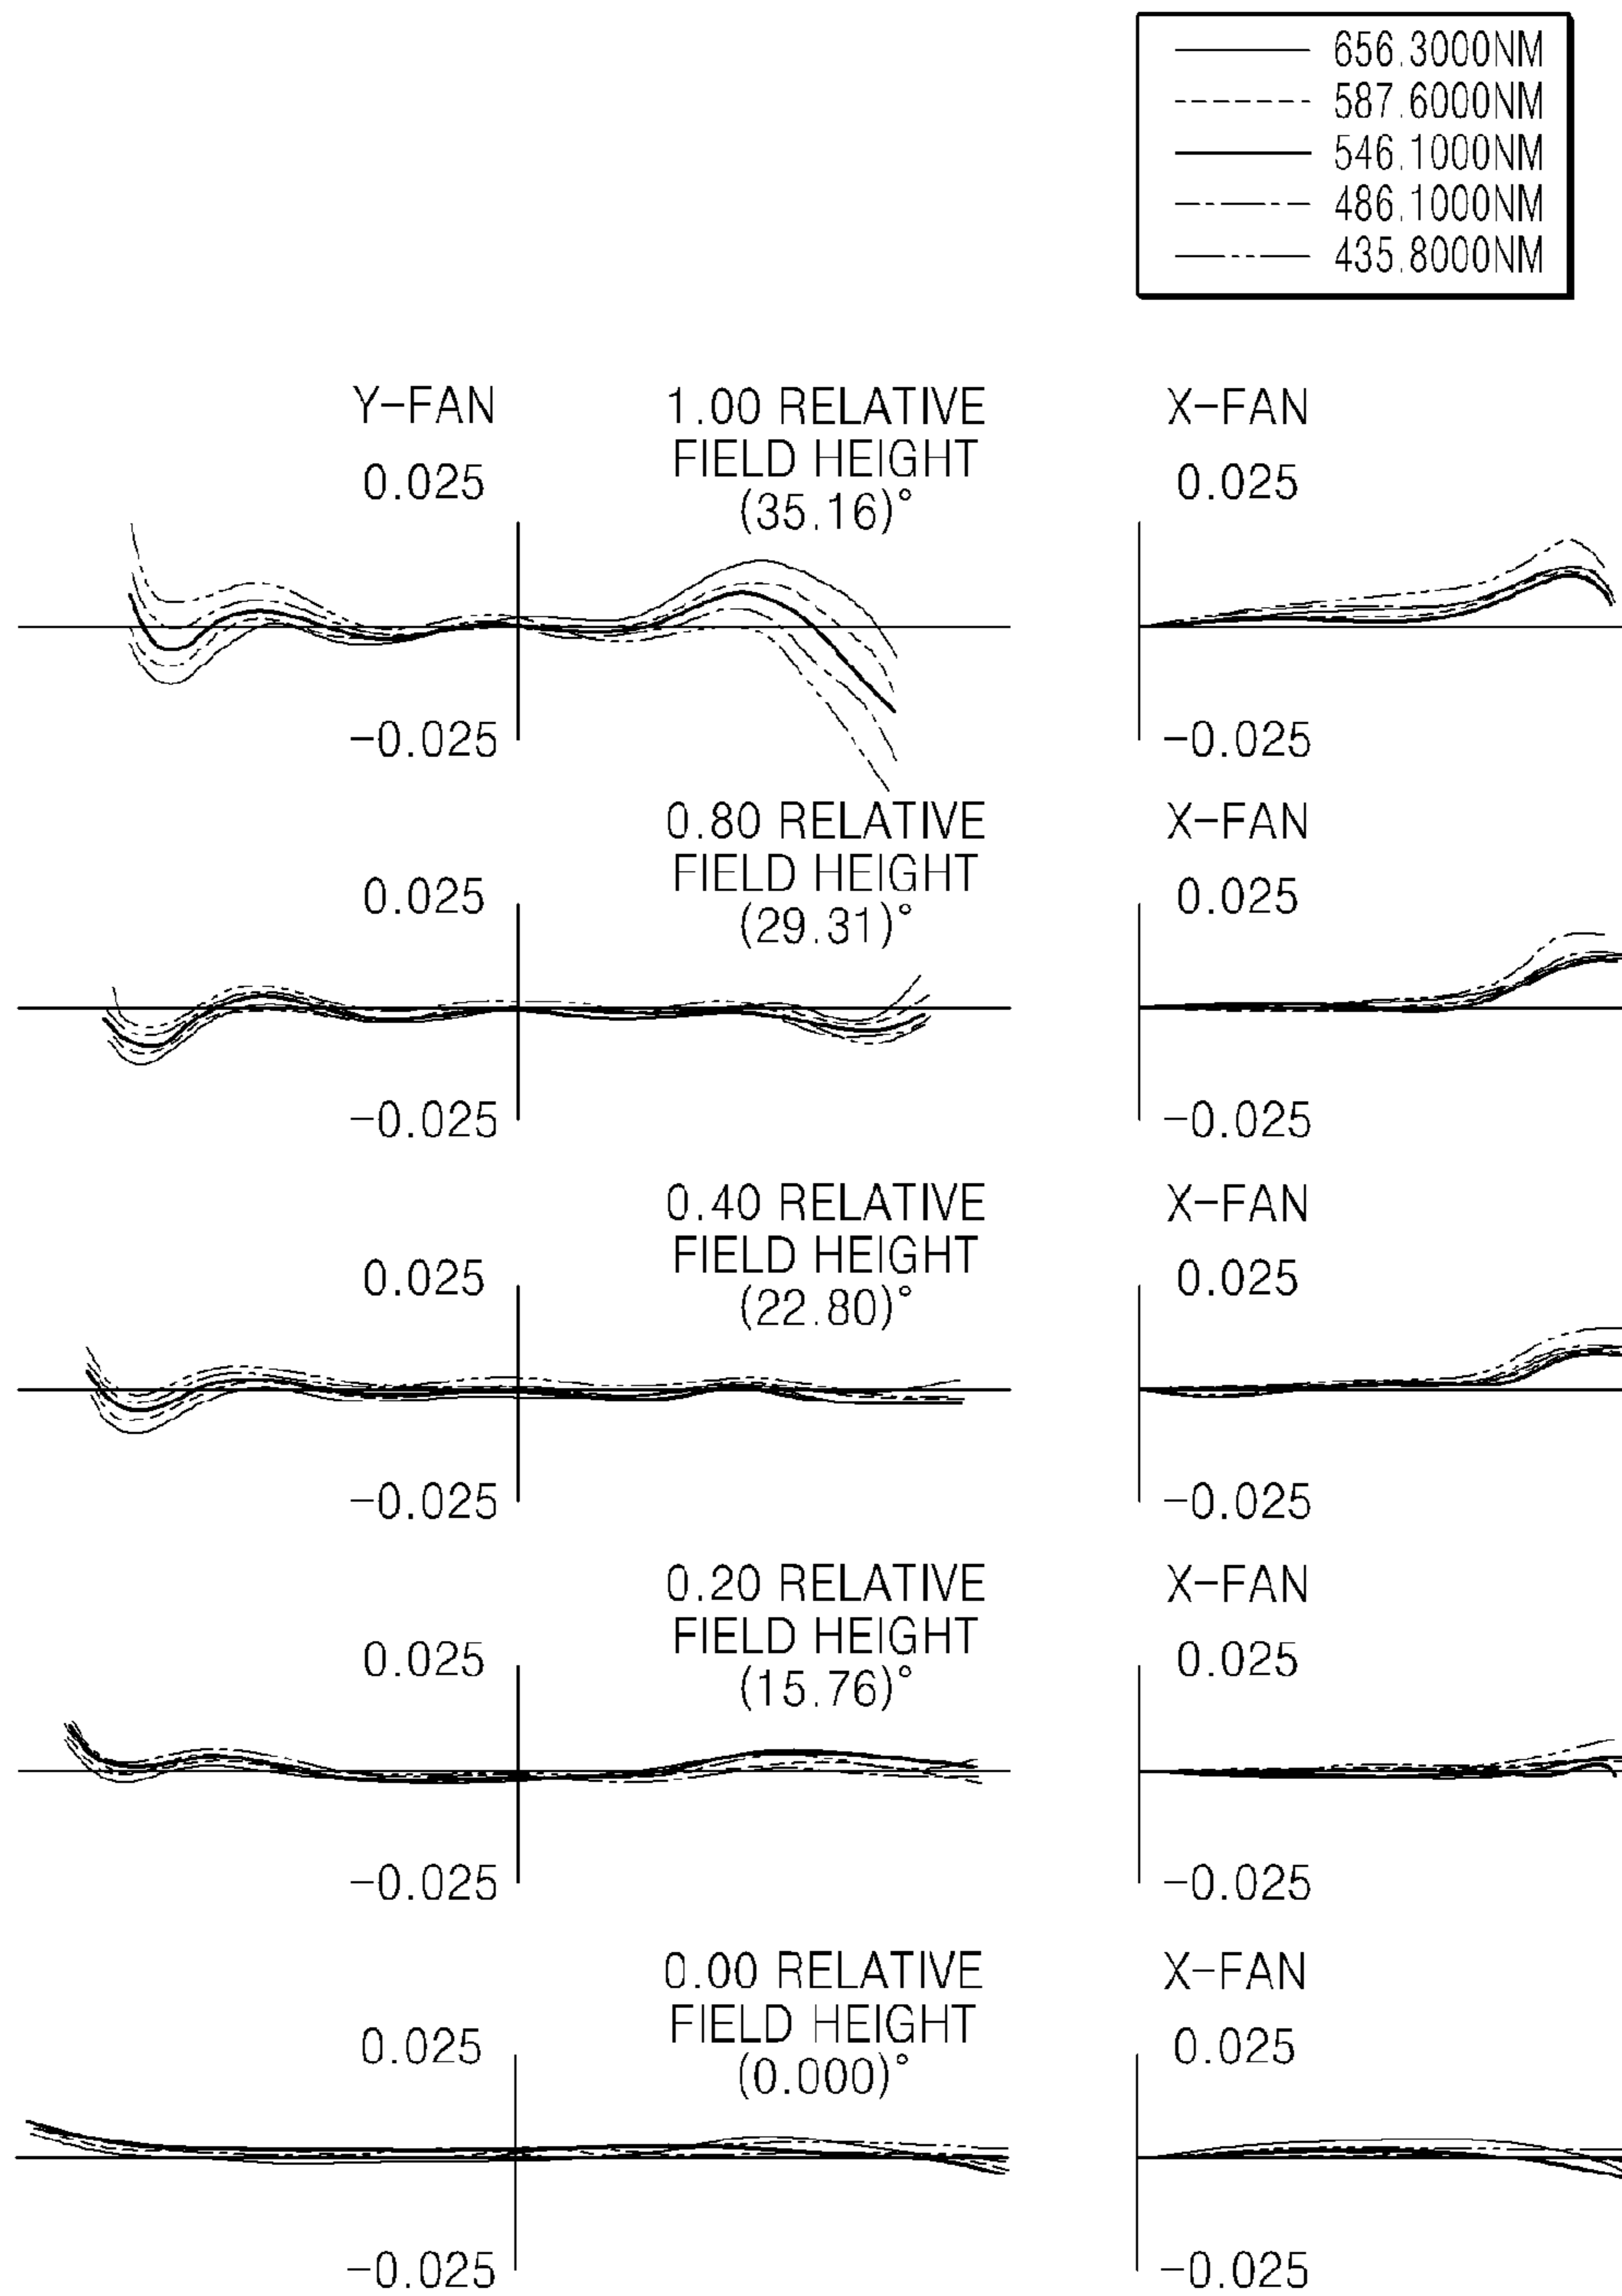 656.3000NM
587.6000NM
546.1000NM
486.1000NM
435.8000NM
Y-FAN
1.00 RELATIVE
FIELD HEIGHT
(35.16)°
X-FAN
0.025
0.025
-0.025
-0.025
0.80 RELATIVE
FIELD HEIGHT
(29.31)°
X-FAN
0.025
0.025
-0.025
-0.025
0.40 RELATIVE
FIELD HEIGHT
(22.80)°
X-FAN
0.025
0.025
-0.025
-0.025
0.20 RELATIVE
FIELD HEIGHT
(15.76)°
X-FAN
0.025
0.025
-0.025
-0.025
0.00 RELATIVE
FIELD HEIGHT
(0.000)°
X-FAN
0.025
0.025
-0.025
-0.025